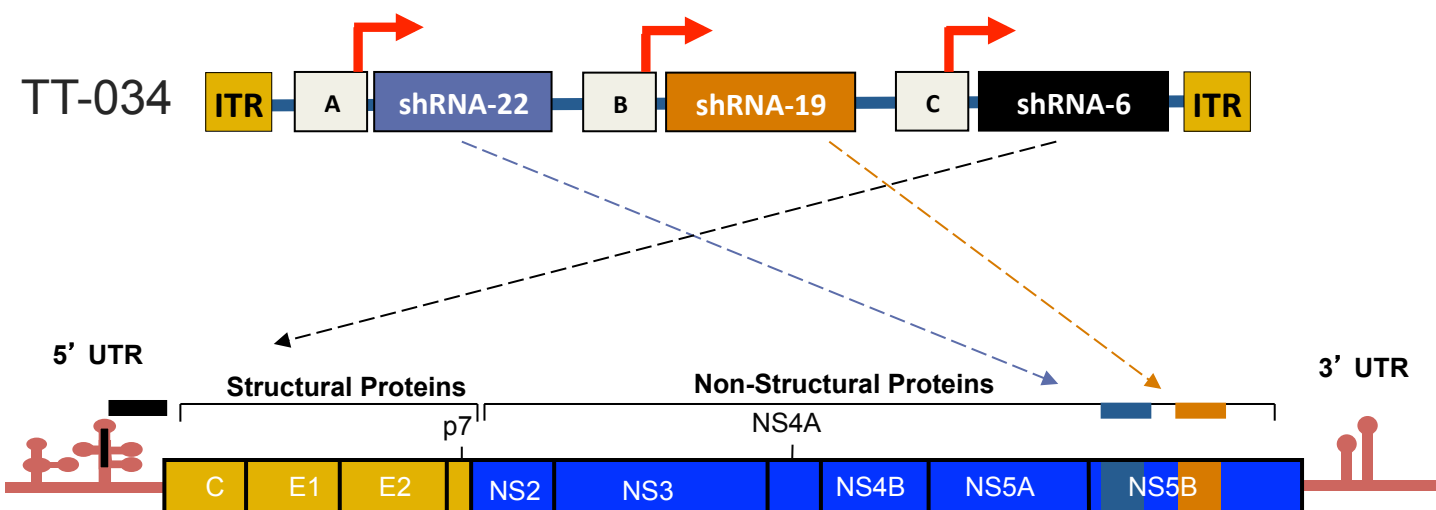 TT-034
ITR A shRNA-22 B shRNA-19 C shRNA-6 ITR
5’ UTR
Structural Proteins
Non-Structural Proteins
3’ UTR
p7
NS4A
C E1 E2 NS2 NS3 NS4B NS5A NS5B